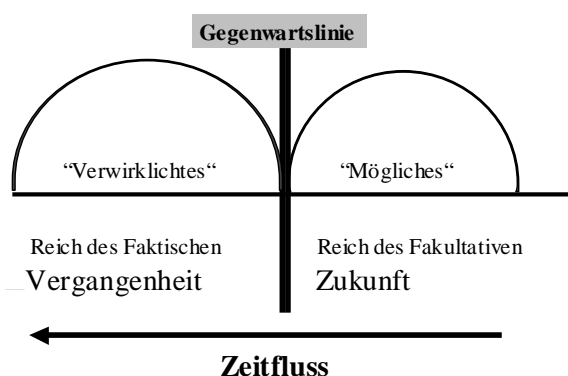 Gegenwartslinie
“Verwirklichtes“
“Mögliches“
Reich des Faktischen
Vergangenheit
Reich des Fakultativen
Zukunft
Zeitfluss